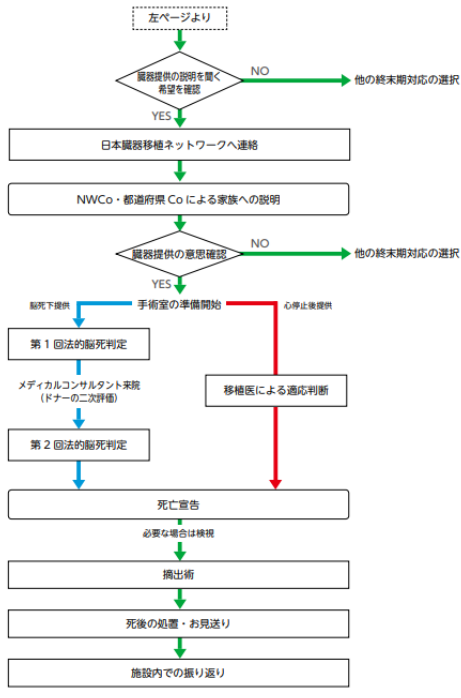 左ページより
臓器提供の説明を聞く
希望を確認
NO
他の終末期対応の選択
YES
日本臓器移植ネットワークへ連絡
NWCo・都道府県 Co による家族への説明
臓器提供の意思確認
NO
他の終末期対応の選択
YES
脳死下提供
手術室の準備開始
心停止後提供
第 1 回法的脳死判定
メディカルコンサルタント来院
（ドナーの二次評価）
移植医による適応判断
第 2 回法的脳死判定
死亡宣告
必要な場合は検視
摘出術
死後の処置・お見送り
施設内での振り返り